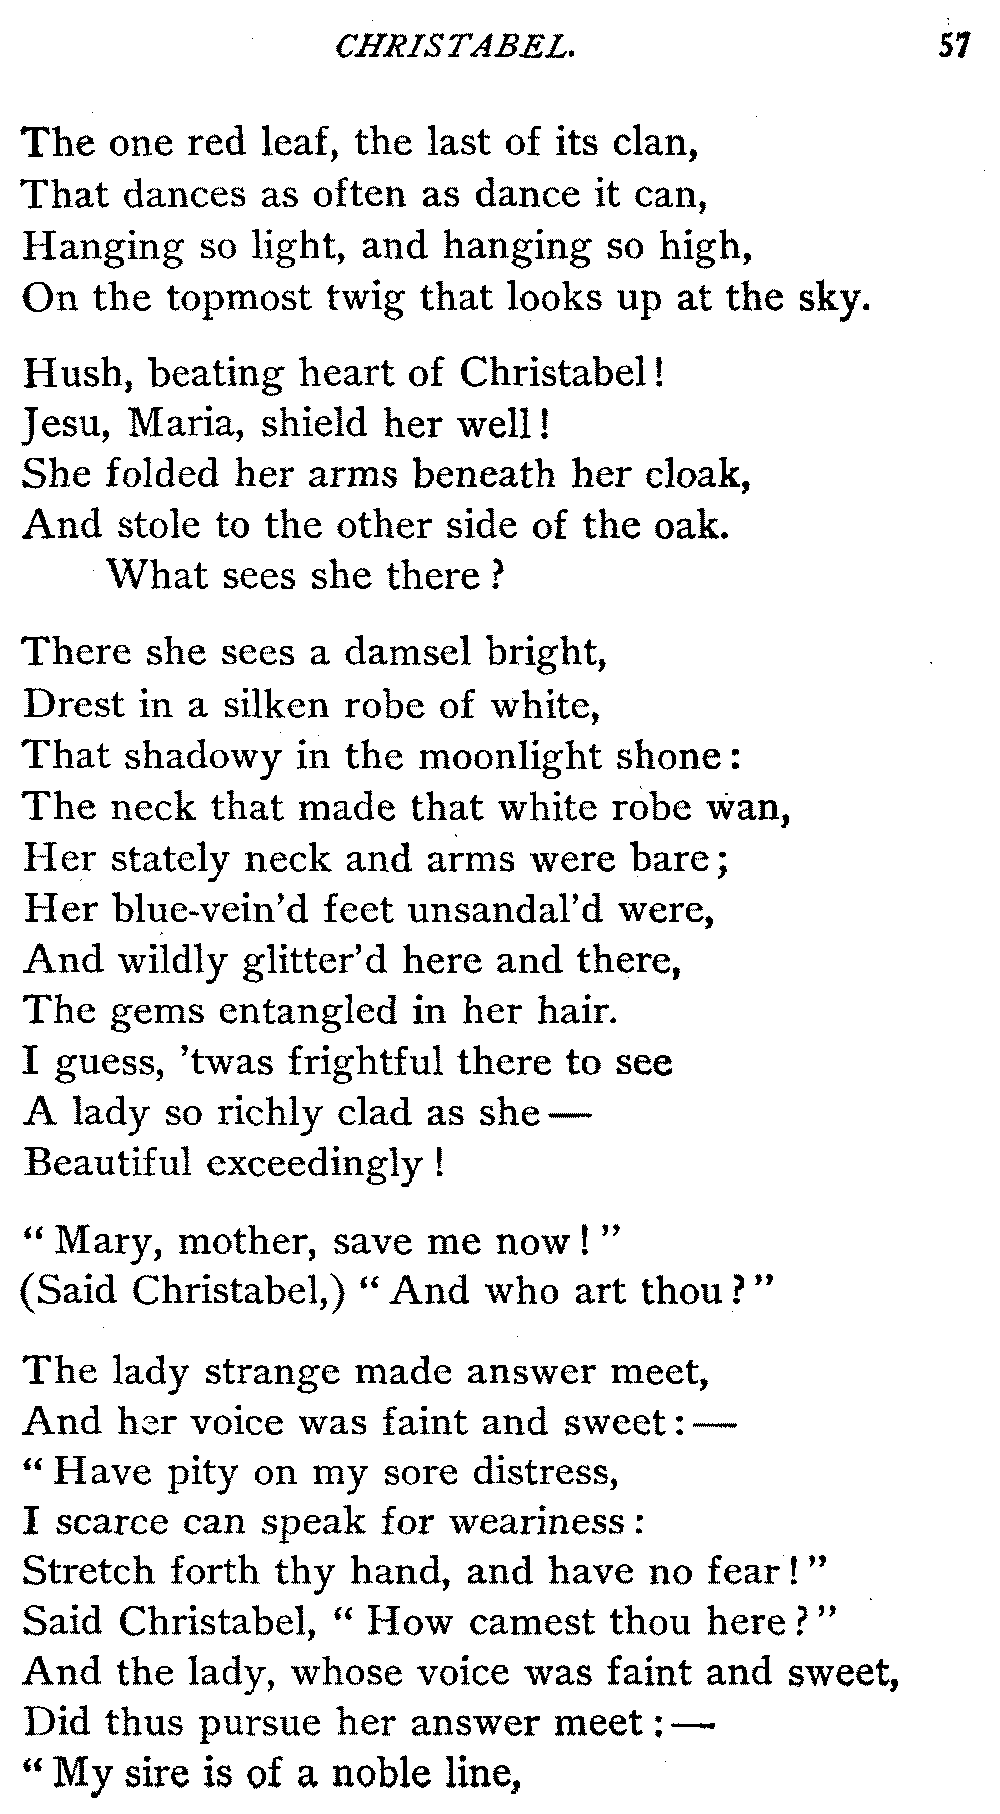 CHRISTABEL. 57
The one red leaf, the last of its clan,
That dances as often as dance it can,
Hanging so light, and hanging so high,
On the topmost twig that looks up at the sky.
Hush, beating heart of Christabel!
Jesu, Maria, shield her well!
She folded her arms beneath her cloak,
And stole to the other side of the oak.
What sees she there?
There she sees a damsel bright,
Drest in a silken robe of white,
That shadowy in the moonlight shone:
The neck that made that white robe wan,
Her stately neck and arms were bare;
Her blue-vein'd feet unsandal'd were,
And wildly glitter'd here and there,
The gems entangled in her hair.
I guess, 'twas frightful there to see
A lady so richly clad as she—
Beautiful exceedingly!
"Mary, mother, save me now!"
(Said Christabel,) "And who art thou?"
The lady strange made answer meet,
And her voice was faint and sweet:—
"Have pity on my sore distress,
I scarce can speak for weariness:
Stretch forth thy hand, and have no fear!"
Said Christabel, "How camest thou here?"
And the lady, whose voice was faint and sweet,
Did thus pursue her answer meet:—
"My sire is of a noble line,